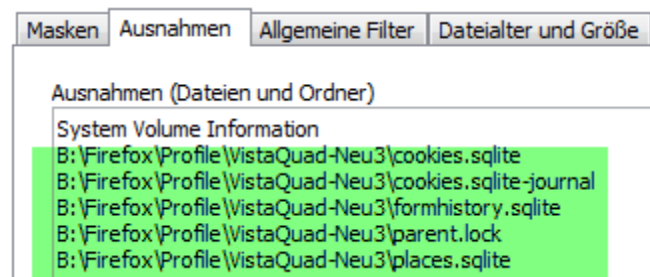 Masken Ausnahmen Allgemeine Filter Dateialter und Größe
Ausnahmen (Dateien und Ordner)
System Volume Information
B:\Firefox\Profile\VistaQuad-Neu3\cookies.sqlite
B:\Firefox\Profile\VistaQuad-Neu3\cookies.sqlite-journal
B:\Firefox\Profile\VistaQuad-Neu3\formhistory.sqlite
B:\Firefox\Profile\VistaQuad-Neu3\parent.lock
B:\Firefox\Profile\VistaQuad-Neu3\places.sqlite